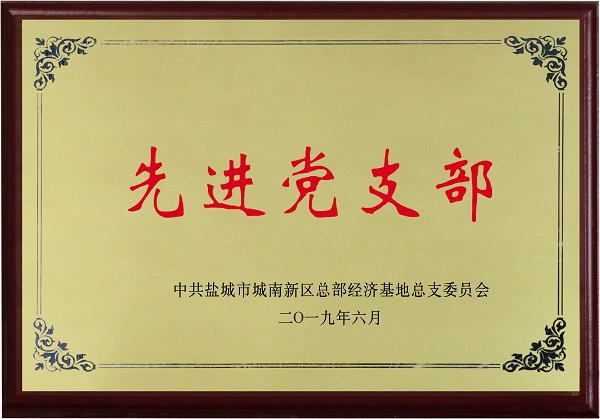 先进党支部
中共盐城市城南新区总部经济基地总支委员会
二〇一九年六月